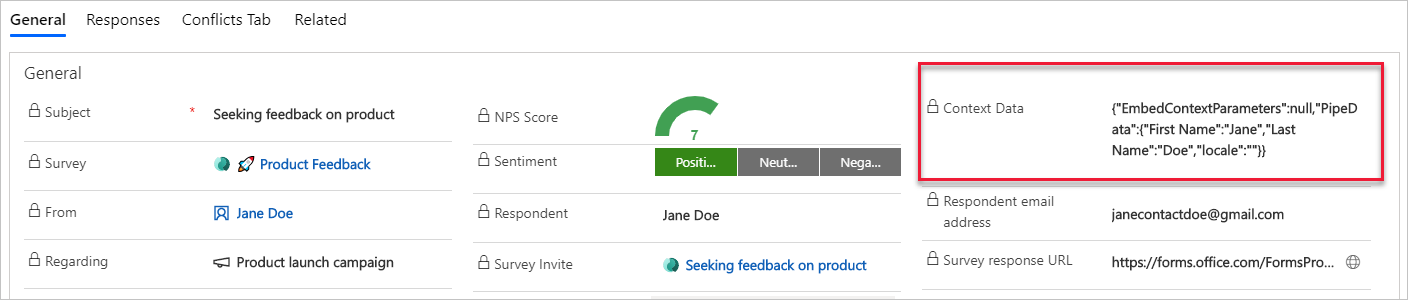 General Responses Conflicts Tab Related
General
Subject * Seeking feedback on product
Survey Product Feedback
From Jane Doe
Regarding Product launch campaign
NPS Score 7
Sentiment Positi... Neut... Nega...
Respondent Jane Doe
Survey Invite Seeking feedback on product
Context Data {"EmbedContextParameters":null,"PipeD
ata":{"First Name":"Jane","Last
Name":"Doe","locale":""}}
Respondent email
address janecontactdoe@gmail.com
Survey response URL https://forms.office.com/FormsPro...